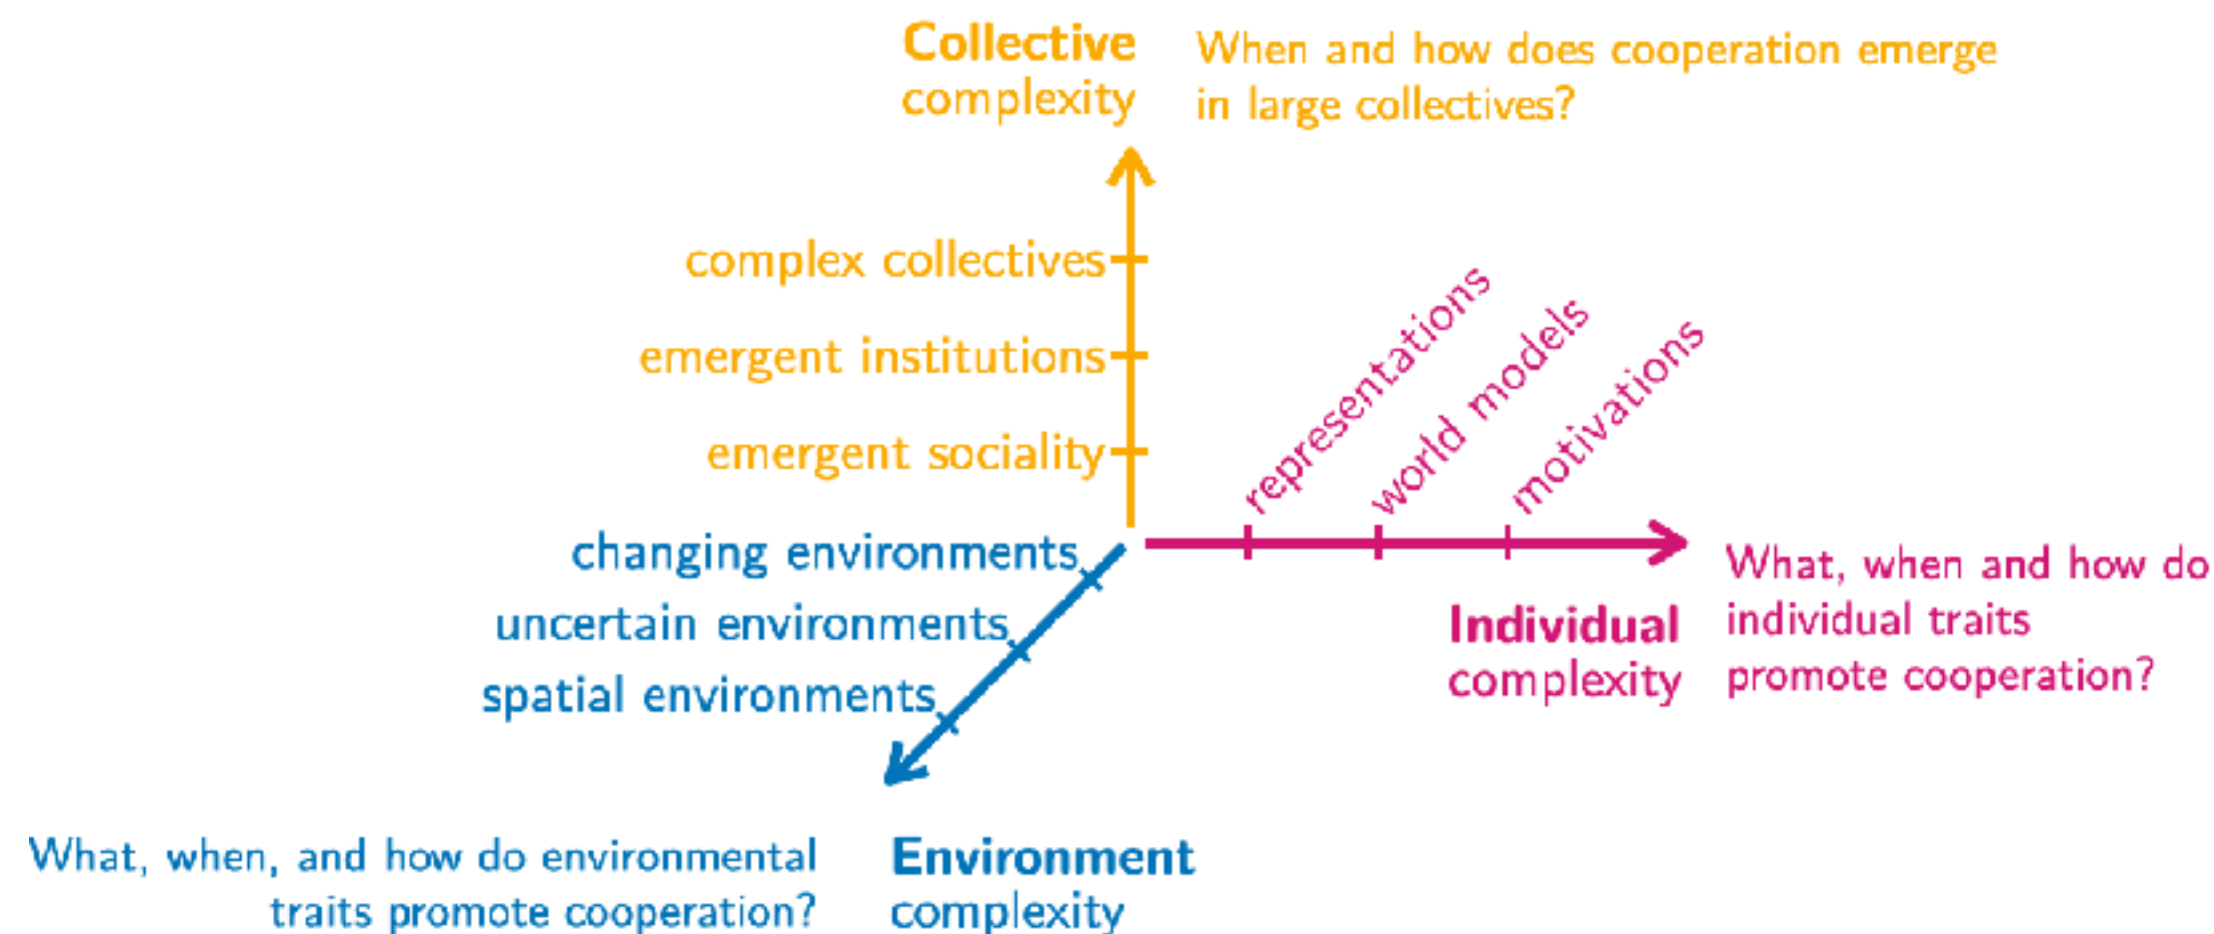 Collective
complexity
When and how does cooperation emerge
in large collectives?
complex collectives
emergent institutions
emergent sociality
representations
world models
motivations
changing environments
uncertain environments
spatial environments
Individual
complexity
What, when and how do
individual traits
promote cooperation?
What, when, and how do environmental
traits promote cooperation?
Environment
complexity